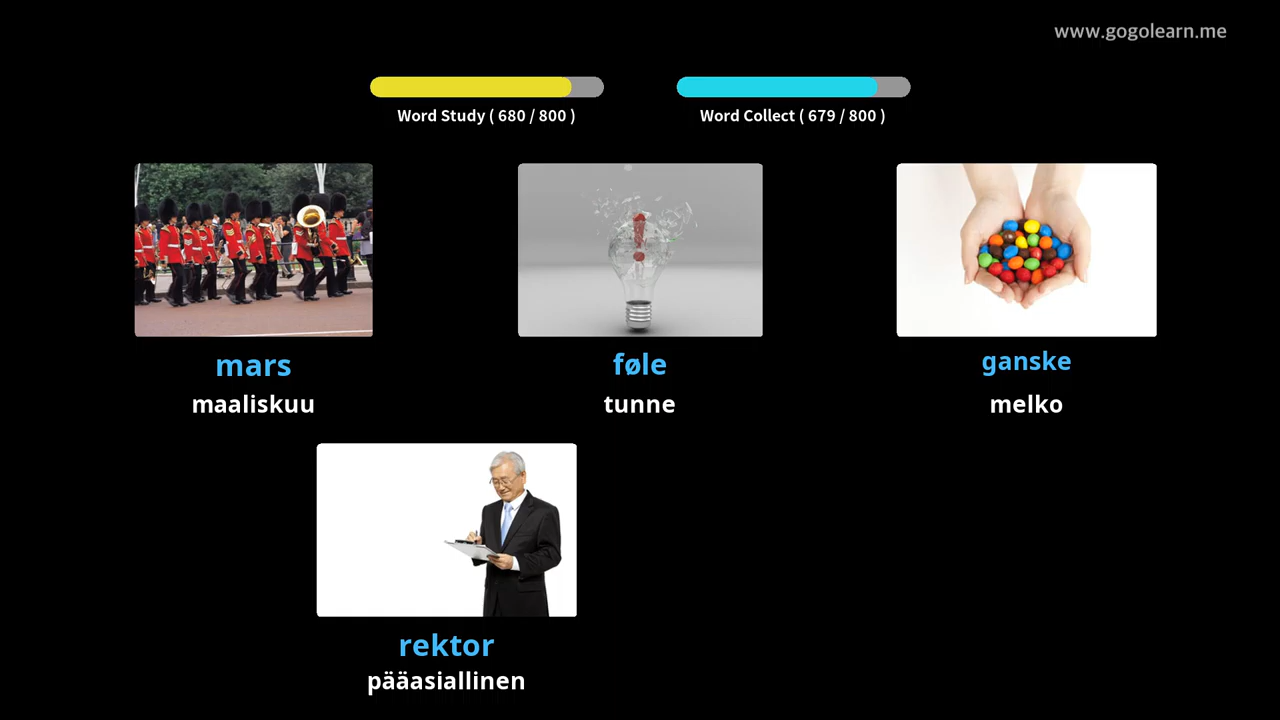 www.gogolearn.me
Word Study ( 680 / 800 )
Word Collect ( 679 / 800 )
mars
maaliskuu
føle
tunne
ganske
melko
rektor
pääasiallinen